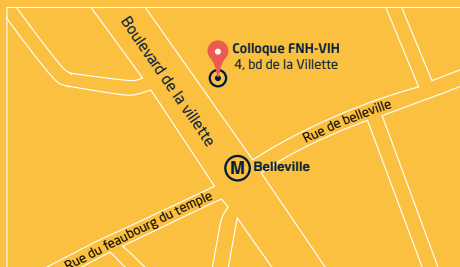 Boulevard de la villette
Colloque FNH-VIH
4, bd de la Villette
Rue de belleville
M Belleville
Rue du feaubourg du temple